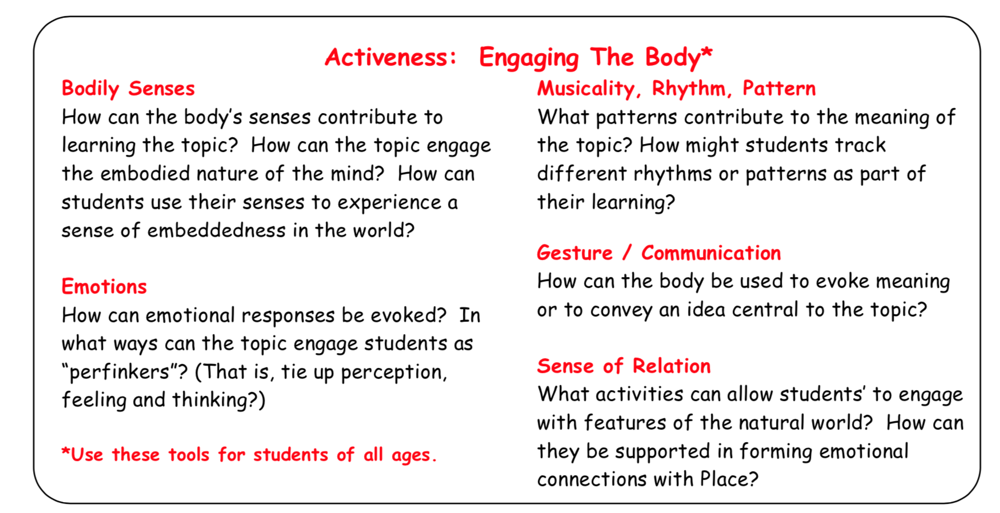 Activeness:  Engaging The Body*
Bodily Senses
How can the body's senses contribute to
learning the topic?  How can the topic engage
the embodied nature of the mind?  How can
students use their senses to experience a
sense of embeddedness in the world?
Emotions
How can emotional responses be evoked?  In
what ways can the topic engage students as
“perfinkers”? (That is, tie up perception,
feeling and thinking?)
*Use these tools for students of all ages.
Musicality, Rhythm, Pattern
What patterns contribute to the meaning of
the topic? How might students track
different rhythms or patterns as part of
their learning?
Gesture / Communication
How can the body be used to evoke meaning
or to convey an idea central to the topic?
Sense of Relation
What activities can allow students' to engage
with features of the natural world?  How can
they be supported in forming emotional
connections with Place?